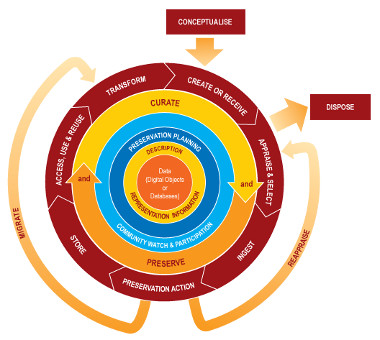 CONCEPTUALISE
DISPOSE
TRANSFORM
CREATE OR RECEIVE
APPRAISE & SELECT
INGEST
PRESERVATION ACTION
STORE
ACCESS, USE & REUSE
MIGRATE
REAPPRAISE
CURATE
and
and
PRESERVE
PRESERVATION PLANNING
COMMUNITY WATCH & PARTICIPATION
DESCRIPTION
REPRESENTATION INFORMATION
Data
(Digital Objects
or
Databases)